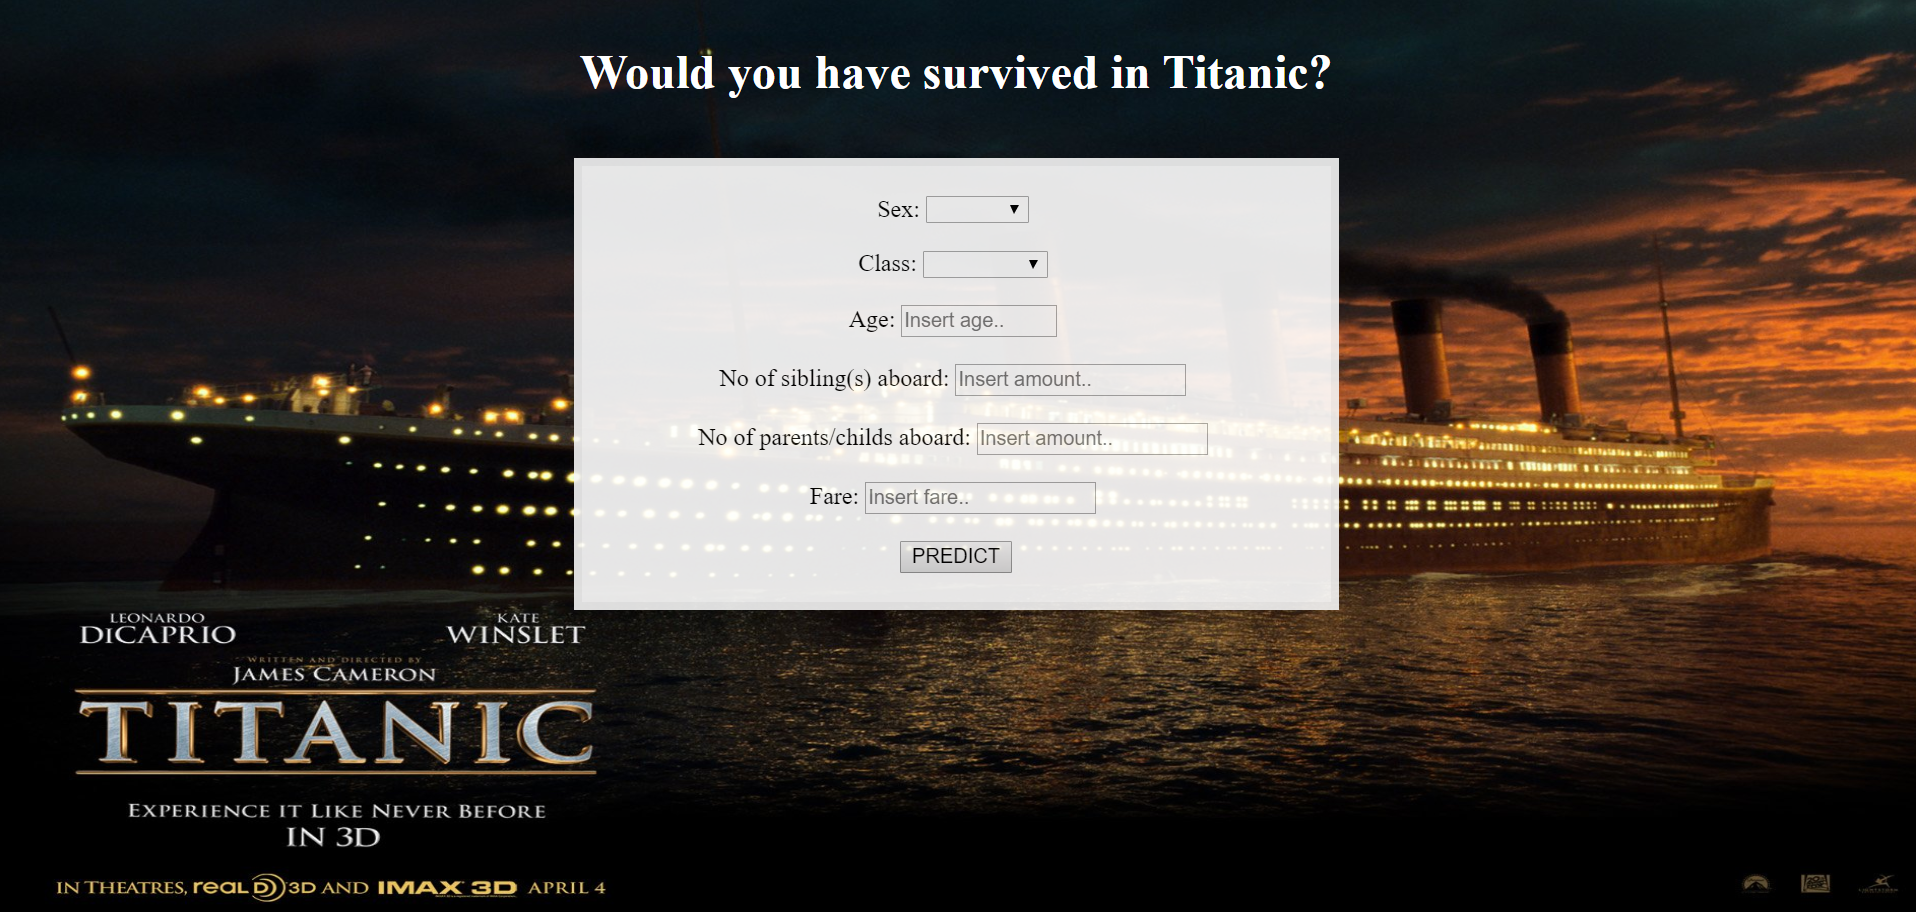 Would you have survived in Titanic?
Sex:
Class:
Age: Insert age..
No of sibling(s) aboard: Insert amount..
No of parents/childs aboard: Insert amount..
Fare: Insert fare..
PREDICT
LEONARDO DICAPRIO
KATE WINSLET
WRITTEN AND DIRECTED BY
JAMES CAMERON
TITANIC
EXPERIENCE IT LIKE NEVER BEFORE
IN 3D
IN THEATRES, REAL D 3D AND IMAX 3D APRIL 4